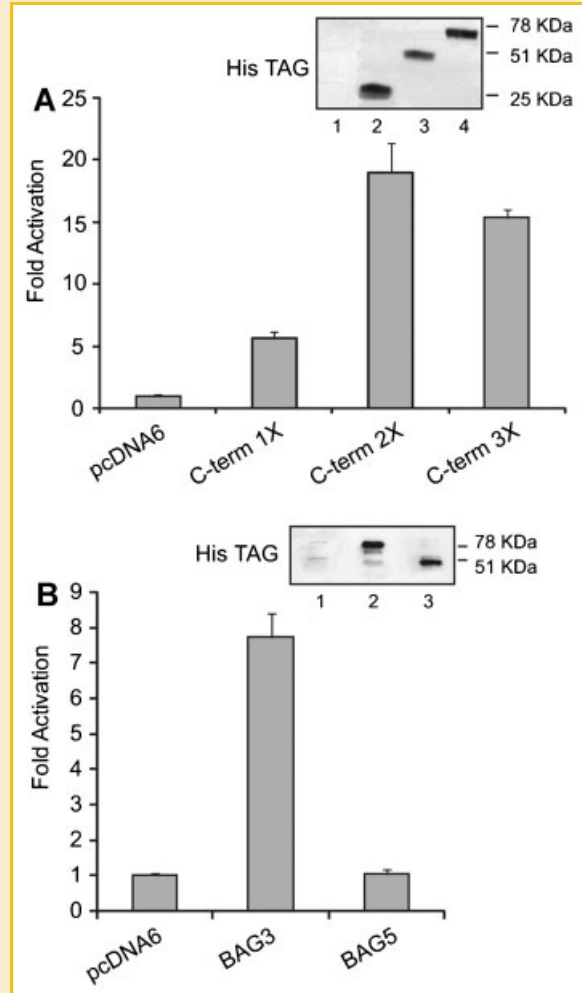 78 KDa
51 KDa
His TAG
25 KDa
1 2 3 4
A
25
20
15
10
5
0
Fold Activation
pcDNA6 C-term 1X C-term 2X C-term 3X
His TAG
78 KDa
51 KDa
1 2 3
B
9
8
7
6
5
4
3
2
1
0
Fold Activation
pcDNA6 BAG3 BAG5